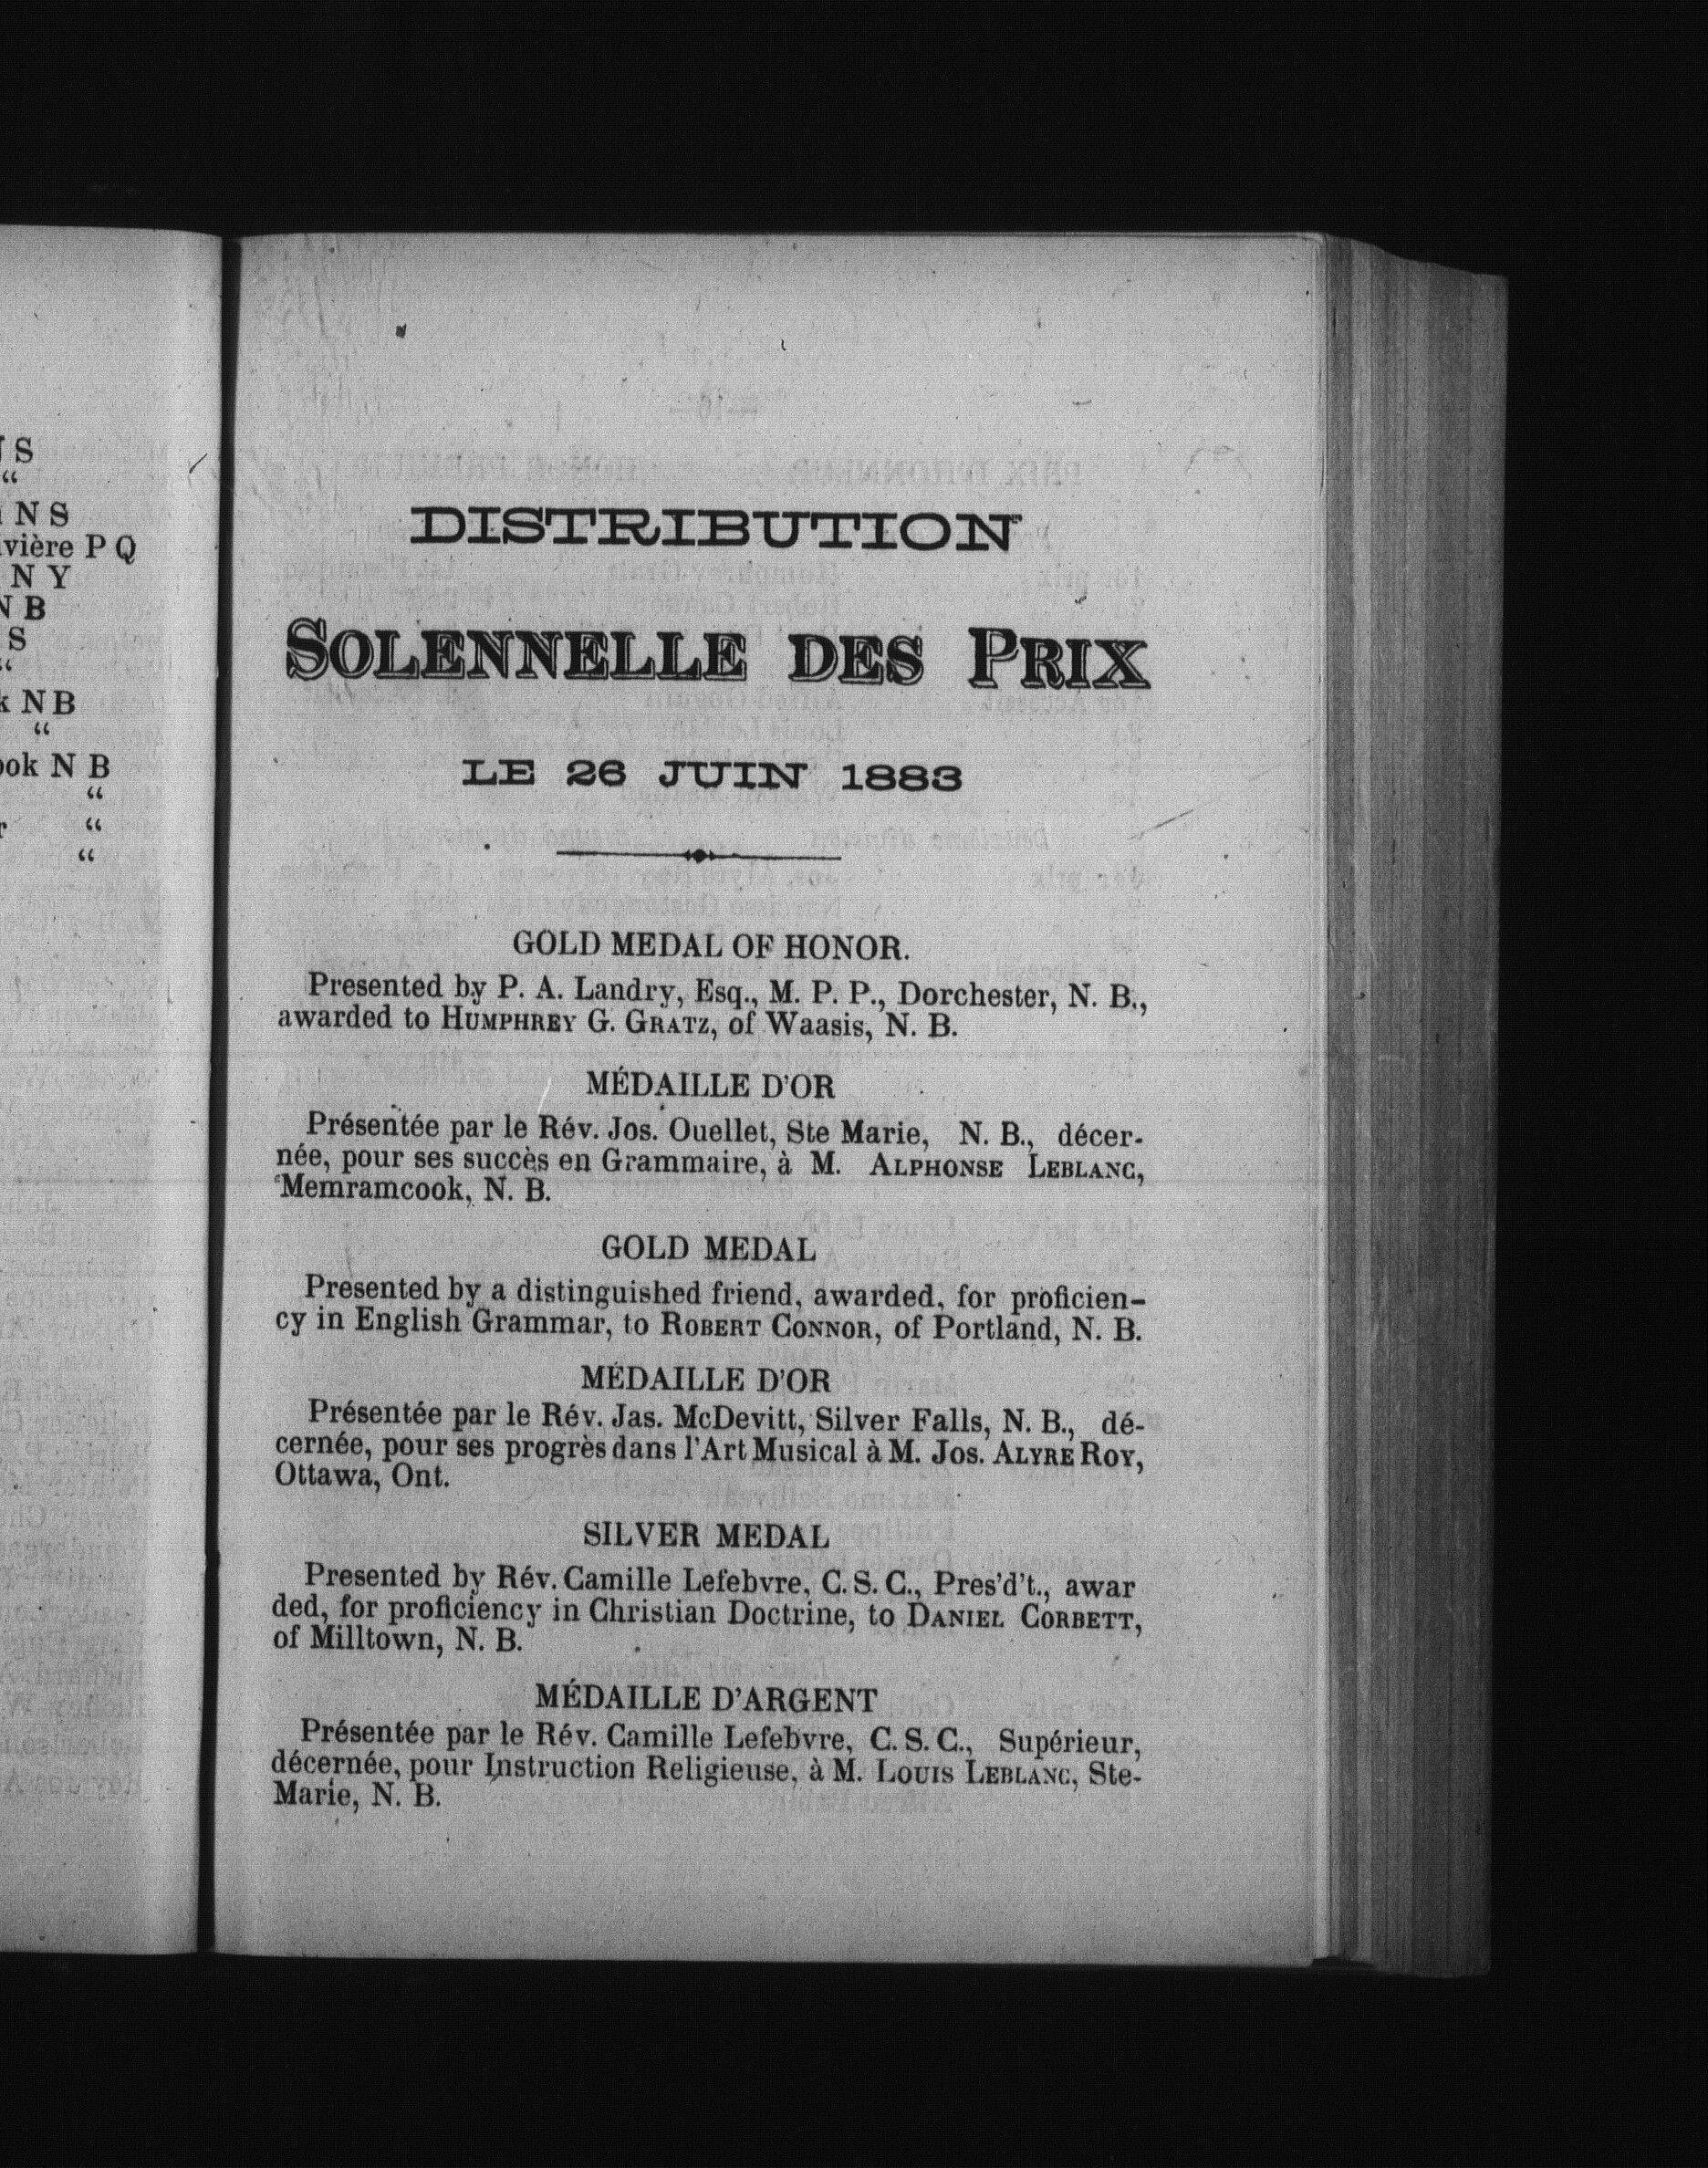 N S
“
N S
P Q
N Y
N B
S
“
N B
“
N B
“
“
“
DISTRIBUTION
SOLENNELLE DES PRIX
LE 26 JUIN 1883
GOLD MEDAL OF HONOR.
Presented by P. A. Landry, Esq., M. P. P., Dorchester, N. B.,
awarded to HUMPHREY G. GRATZ, of Waasis, N. B.
MÉDAILLE D'OR
Présentée par le Rév. Jos. Ouellet, Ste Marie, N. B., décer-
née, pour ses succès en Grammaire, à M. ALPHONSE LEBLANC,
Memramcook, N. B.
GOLD MEDAL
Presented by a distinguished friend, awarded, for proficien-
cy in English Grammar, to ROBERT CONNOR, of Portland, N. B.
MÉDAILLE D'OR
Présentée par le Rév. Jas. McDevitt, Silver Falls, N. B., dé-
cernée, pour ses progrès dans l'Art Musical à M. Jos. ALYRE ROY,
Ottawa, Ont.
SILVER MEDAL
Presented by Rév. Camille Lefebvre, C. S. C., Pres'd't., awar
ded, for proficiency in Christian Doctrine, to DANIEL CORBETT,
of Milltown, N. B.
MÉDAILLE D'ARGENT
Présentée par le Rév. Camille Lefebvre, C. S. C., Supérieur,
décernée, pour Instruction Religieuse, à M. LOUIS LEBLANC, Ste-
Marie, N. B.